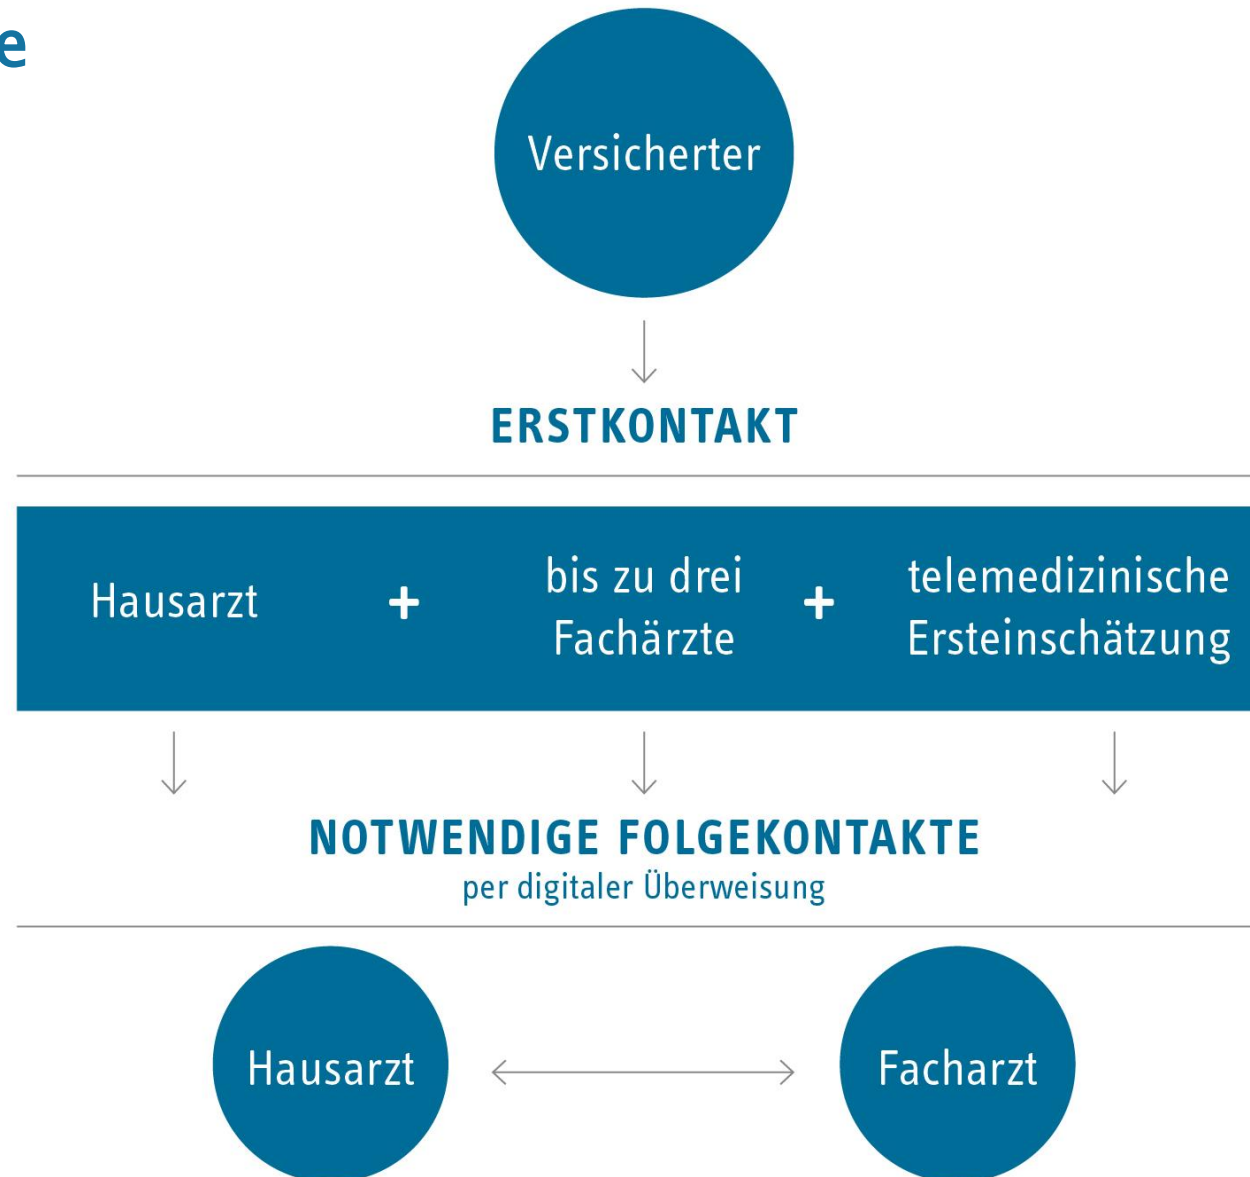 Versicherter
ERSTKONTAKT
Hausarzt + bis zu drei + telemedizinische
Fachärzte Ersteinschätzung
NOTWENDIGE FOLGEKONTAKTE
per digitaler Überweisung
Hausarzt Facharzt